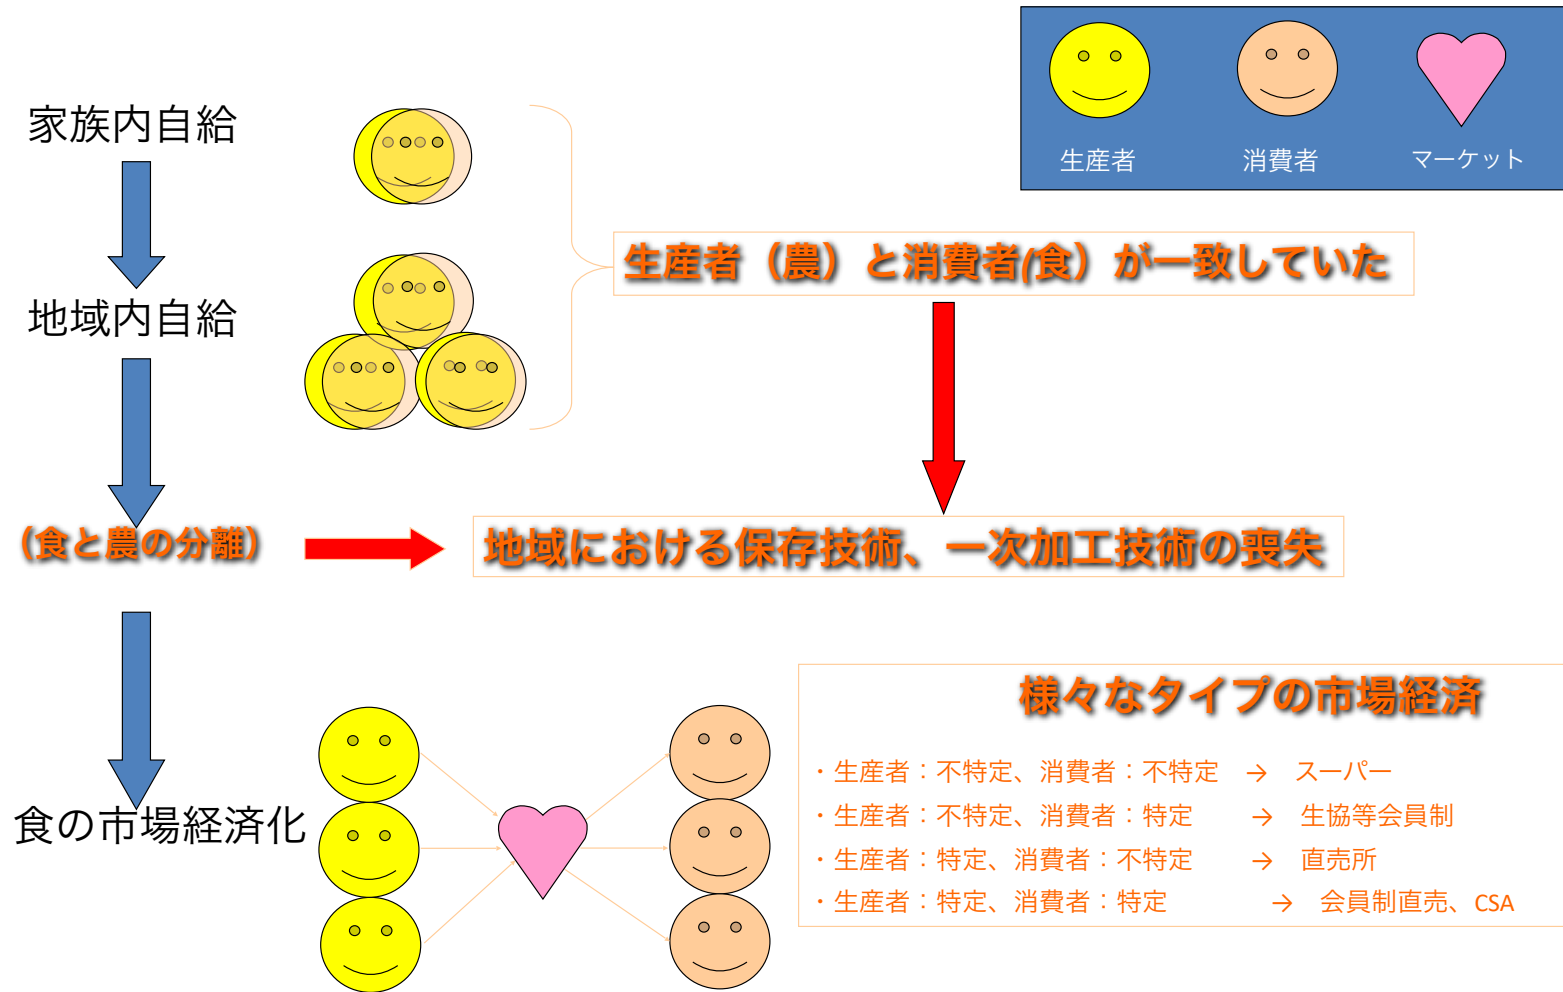 生産者
消費者
マーケット
家族内自給
生産者（農）と消費者(食）が一致していた
地域内自給
（食と農の分離）
地域における保存技術、一次加工技術の喪失
食の市場経済化
様々なタイプの市場経済
・生産者：不特定、消費者：不特定 → スーパー
・生産者：不特定、消費者：特定 → 生協等会員制
・生産者：特定、消費者：不特定 → 直売所
・生産者：特定、消費者：特定 → 会員制直売、CSA